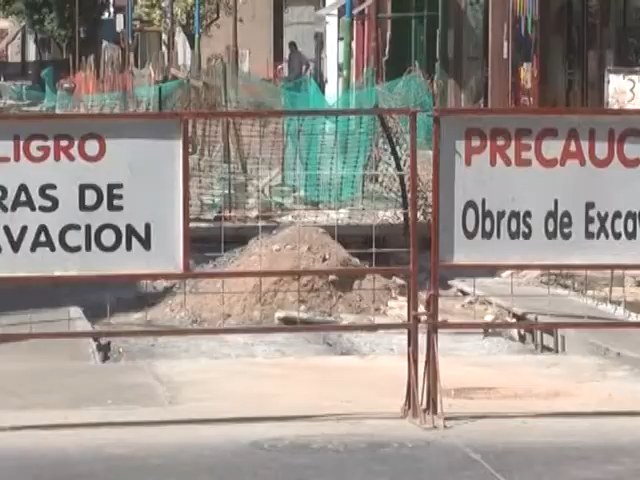 LIGRO
RAS DE
AVACION
PRECAUC
Obras de Exca